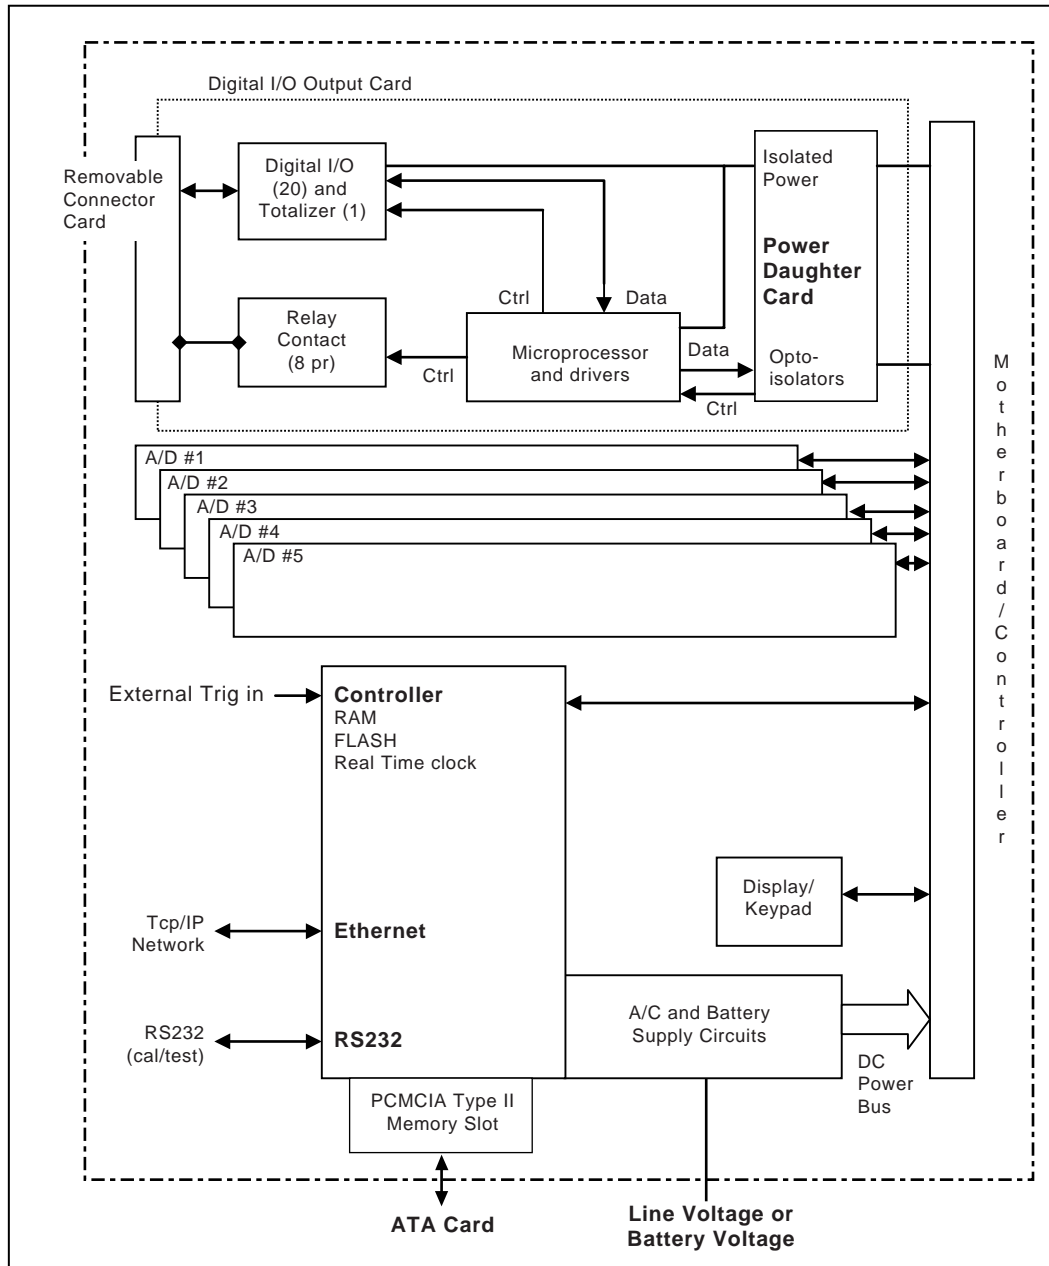 Digital I/O Output Card
Removable
Connector
Card
Digital I/O
(20) and
Totalizer (1)
Isolated
Power
Power
Daughter
Card
Opto-
isolators
Ctrl
Data
Relay
Contact
(8 pr)
Ctrl
Microprocessor
and drivers
Data
Ctrl
Motherboard/Controller
A/D #1
A/D #2
A/D #3
A/D #4
A/D #5
External Trig in
Controller
RAM
FLASH
Real Time clock
Display/
Keypad
Tcp/IP
Network
Ethernet
RS232
(cal/test)
RS232
A/C and Battery
Supply Circuits
DC
Power
Bus
PCMCIA Type II
Memory Slot
ATA Card
Line Voltage or
Battery Voltage